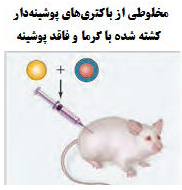 مخلوطی از باکتری‌های پوشینه‌دار
کشته شده با گرما و فاقد پوشینه
+